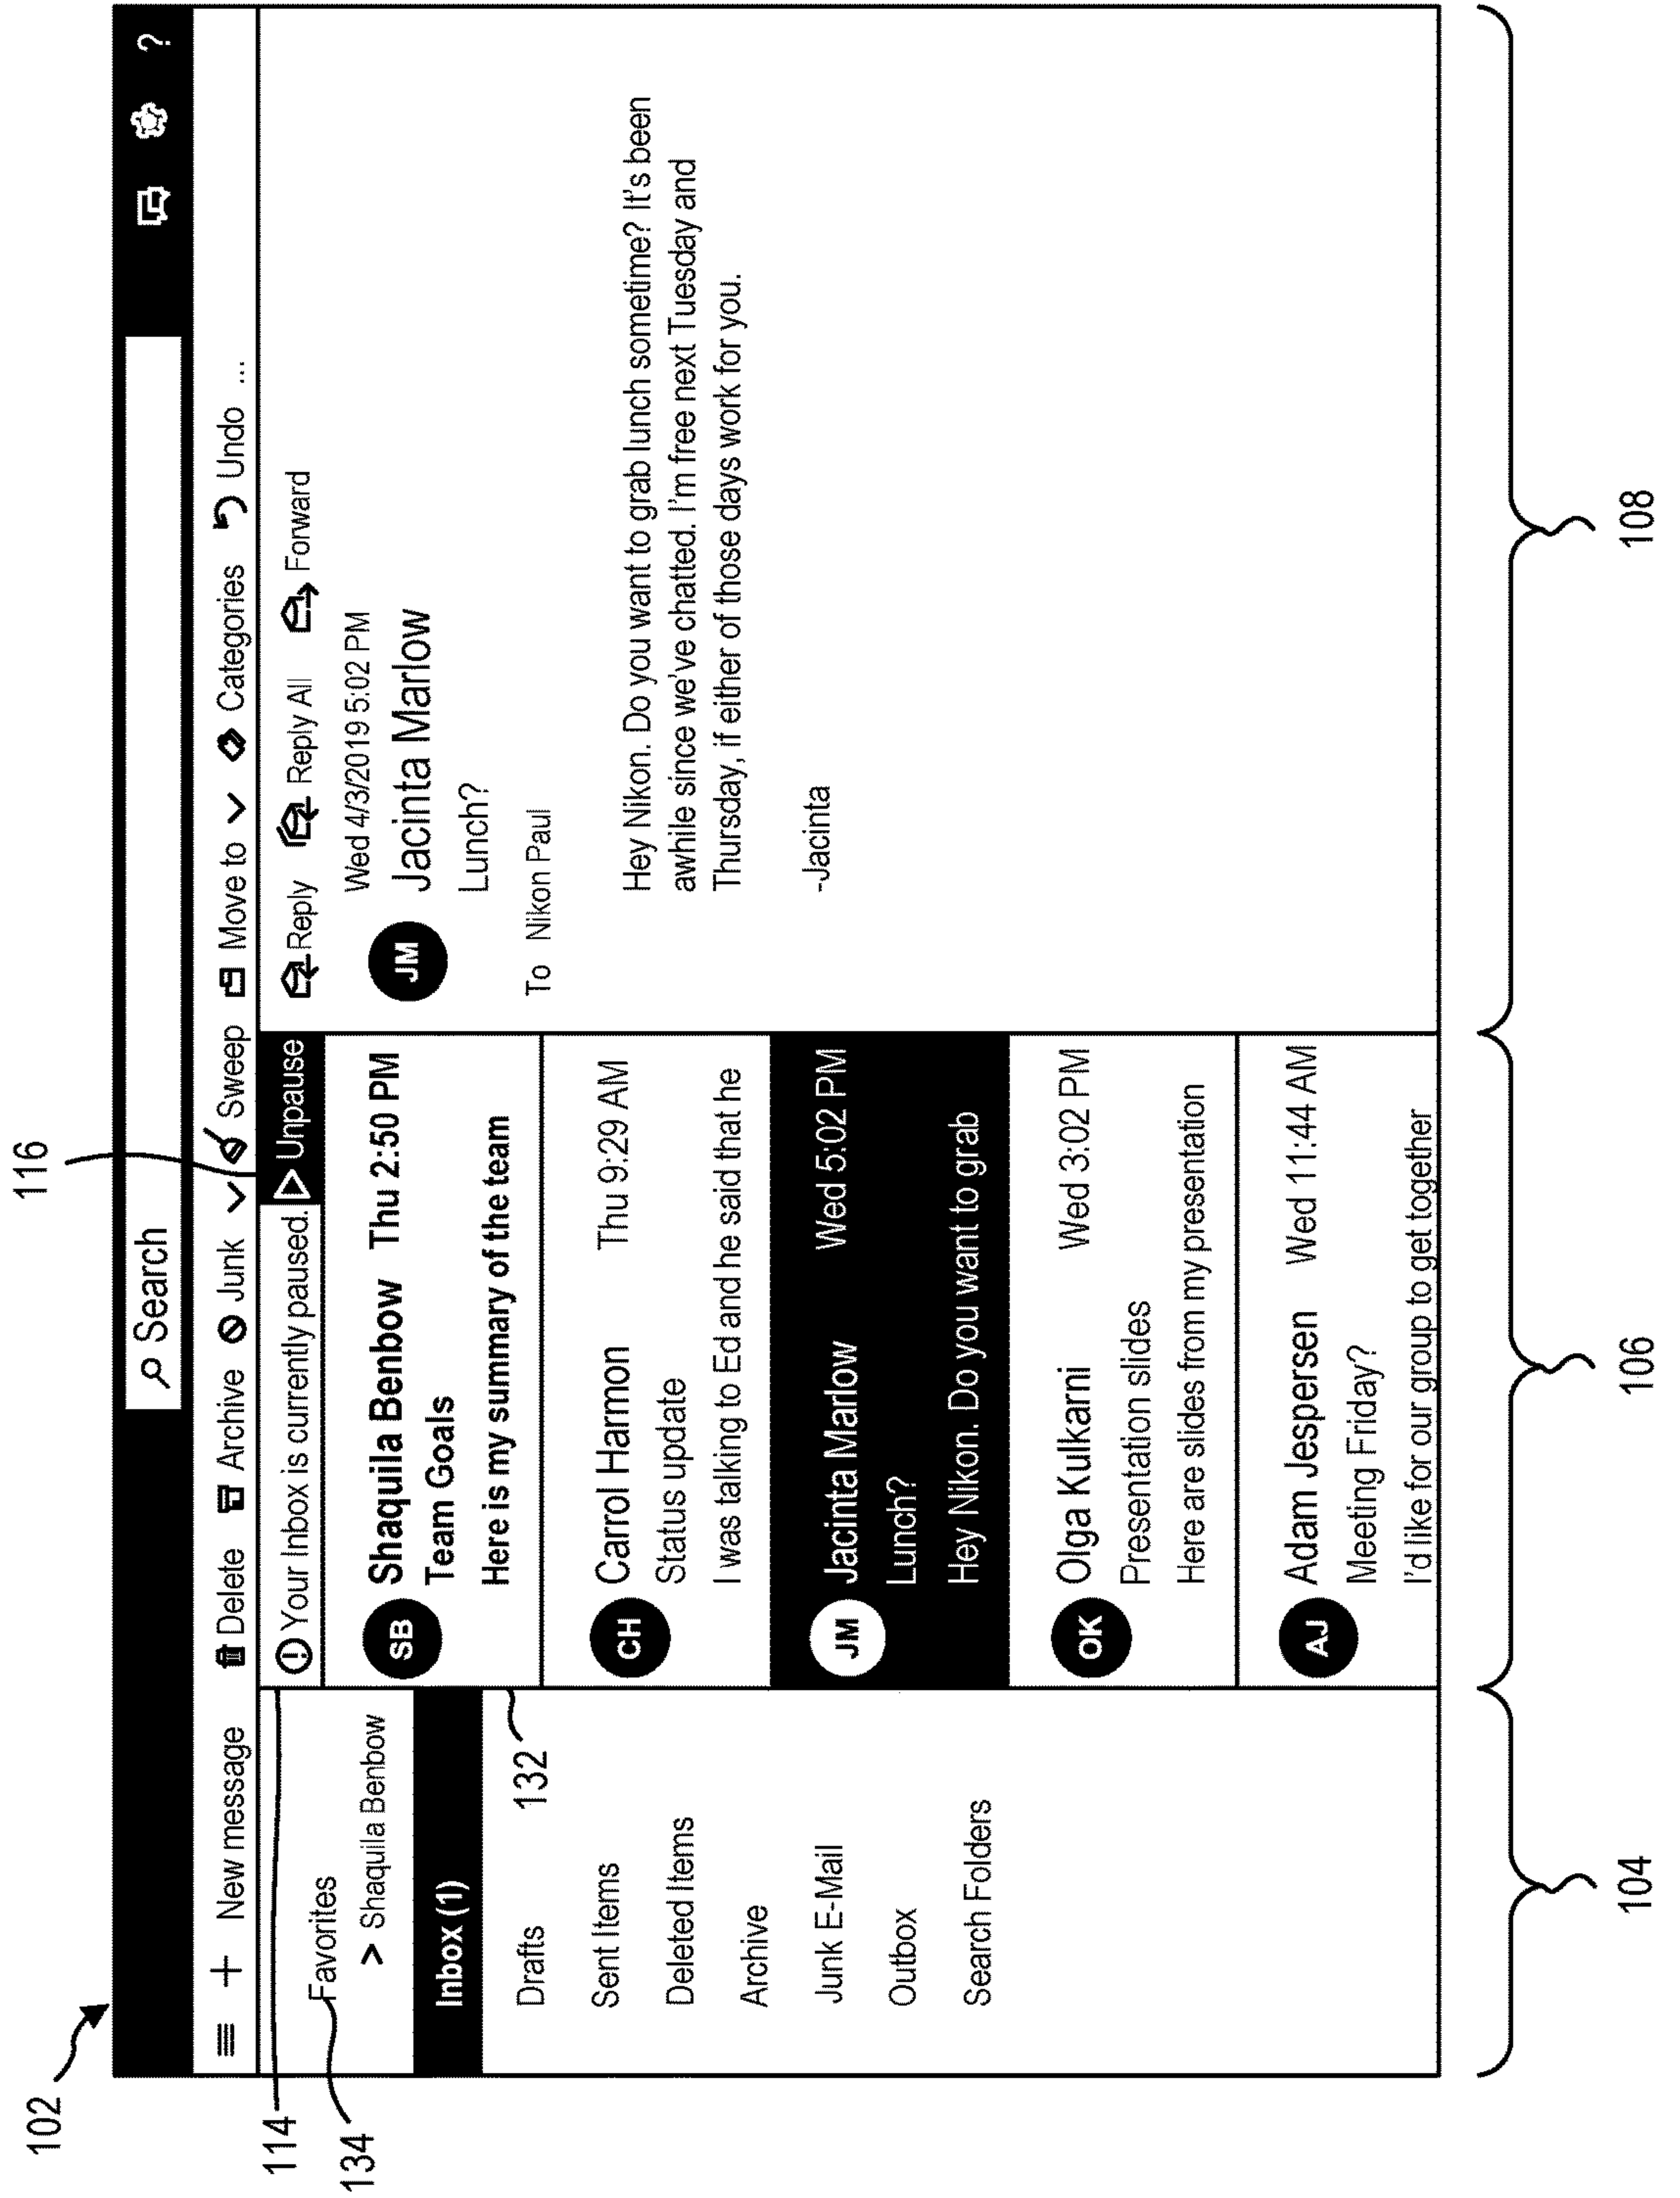 102
116
Search
?
New message
Delete
Archive
Junk
Sweep
Move to
Categories
Undo ...
114
134
Favorites
> Shaquila Benbow
Inbox (1)
132
Drafts
Sent Items
Deleted Items
Archive
Junk E-Mail
Outbox
Search Folders
Your Inbox is currently paused.
Unpause
SB
Shaquila Benbow Thu 2:50 PM
Team Goals
Here is my summary of the team
CH
Carrol Harmon Thu 9:29 AM
Status update
I was talking to Ed and he said that he
JM
Jacinta Marlow Wed 5:02 PM
Lunch?
Hey Nikon. Do you want to grab
OK
Olga Kulkarni Wed 3:02 PM
Presentation slides
Here are slides from my presentation
AJ
Adam Jespersen Wed 11:44 AM
Meeting Friday?
I'd like for our group to get together
Reply
Reply All
Forward
Wed 4/3/2019 5:02 PM
JM
Jacinta Marlow
Lunch?
To Nikon Paul
Hey Nikon. Do you want to grab lunch sometime? It's been
awhile since we've chatted. I'm free next Tuesday and
Thursday, if either of those days work for you.
-Jacinta
104
106
108